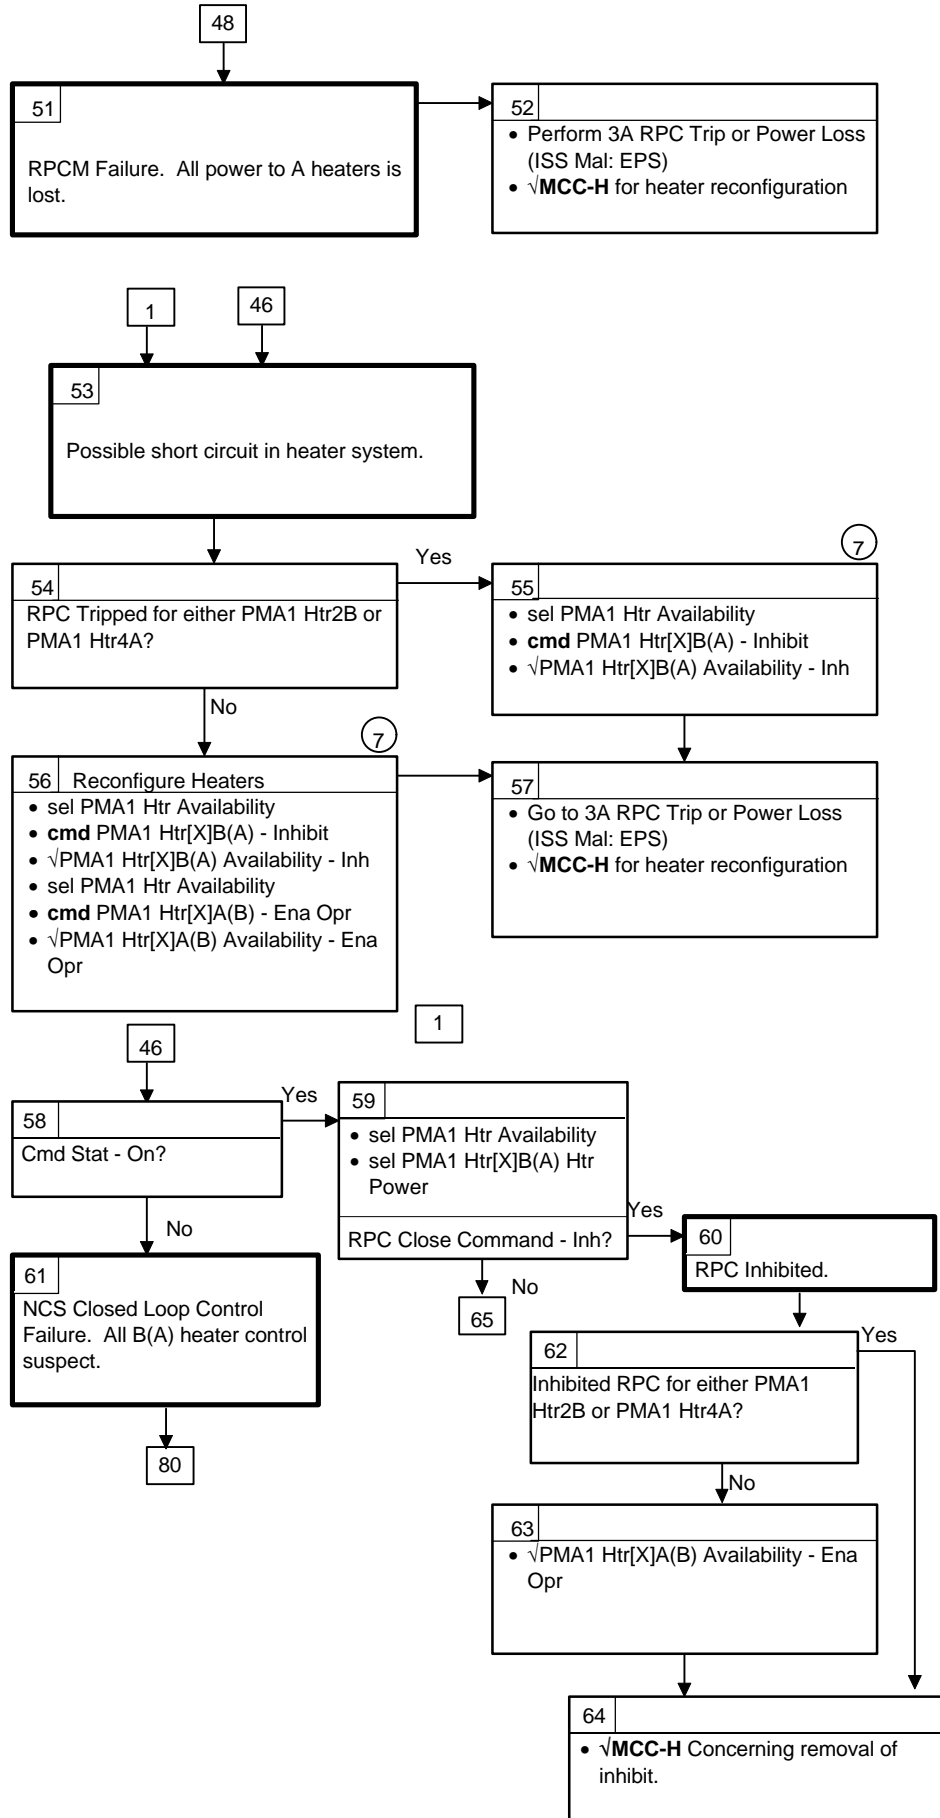 48
51
RPCM Failure.  All power to A heaters is
lost.
52
• Perform 3A RPC Trip or Power Loss
(ISS Mal: EPS)
• √MCC-H for heater reconfiguration
1
46
53
Possible short circuit in heater system.
54
RPC Tripped for either PMA1 Htr2B or
PMA1 Htr4A?
Yes
7
55
• sel PMA1 Htr Availability
• cmd PMA1 Htr[X]B(A) - Inhibit
• √PMA1 Htr[X]B(A) Availability - Inh
No
7
56 Reconfigure Heaters
• sel PMA1 Htr Availability
• cmd PMA1 Htr[X]B(A) - Inhibit
• √PMA1 Htr[X]B(A) Availability - Inh
• sel PMA1 Htr Availability
• cmd PMA1 Htr[X]A(B) - Ena Opr
• √PMA1 Htr[X]A(B) Availability - Ena
Opr
57
• Go to 3A RPC Trip or Power Loss
(ISS Mal: EPS)
• √MCC-H for heater reconfiguration
1
46
58
Cmd Stat - On?
Yes
59
• sel PMA1 Htr Availability
• sel PMA1 Htr[X]B(A) Htr
Power
RPC Close Command - Inh?
Yes
60
RPC Inhibited.
No
61
NCS Closed Loop Control
Failure.  All B(A) heater control
suspect.
No
65
62
Inhibited RPC for either PMA1
Htr2B or PMA1 Htr4A?
Yes
80
No
63
• √PMA1 Htr[X]A(B) Availability - Ena
Opr
64
• √MCC-H Concerning removal of
inhibit.